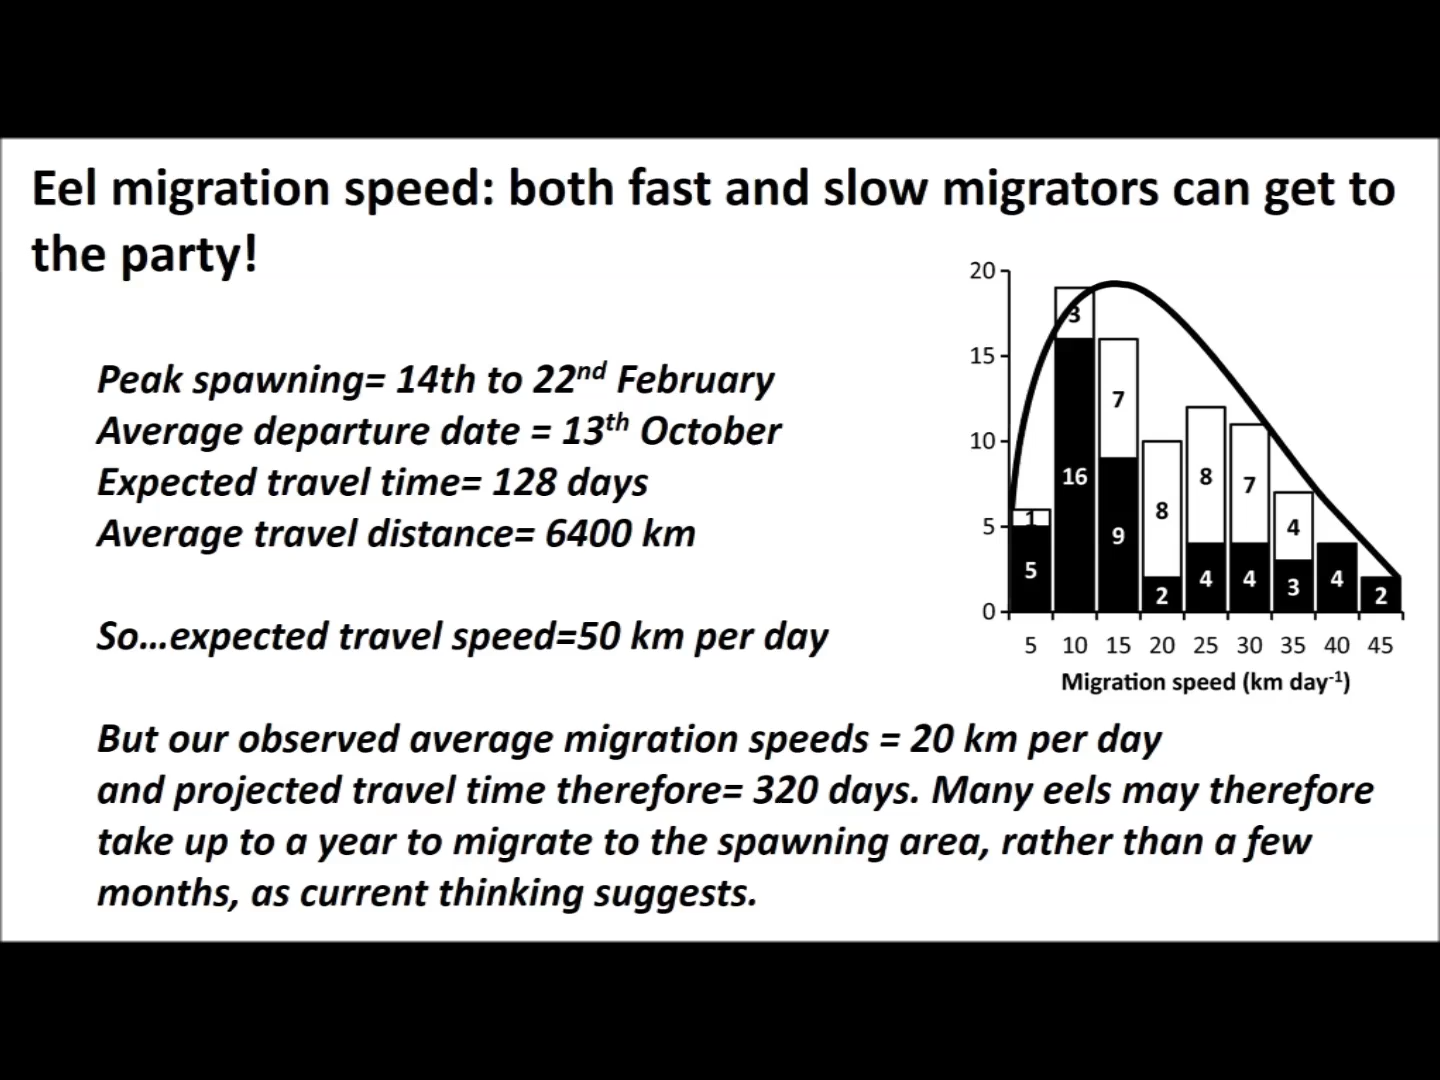 Eel migration speed: both fast and slow migrators can get to
the party!
Peak spawning= 14th to 22nd February
Average departure date = 13th October
Expected travel time= 128 days
Average travel distance= 6400 km
So...expected travel speed=50 km per day
But our observed average migration speeds = 20 km per day
and projected travel time therefore= 320 days. Many eels may therefore
take up to a year to migrate to the spawning area, rather than a few
months, as current thinking suggests.
20
15
10
5
0
1
5
3
16
7
9
8
2
8
4
7
4
4
3
4
2
5 10 15 20 25 30 35 40 45
Migration speed (km day-1)